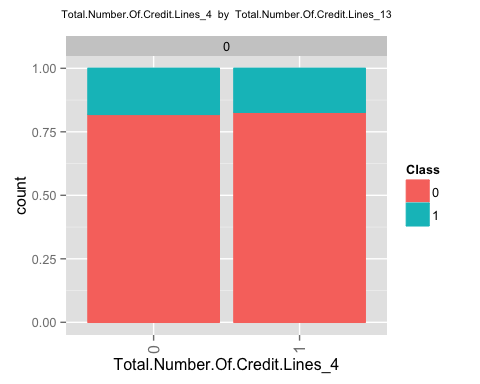 Total.Number.Of.Credit.Lines_4 by Total.Number.Of.Credit.Lines_13
0
1.00
0.75
0.50
0.25
0.00
count
0
1
Total.Number.Of.Credit.Lines_4
Class
0
1